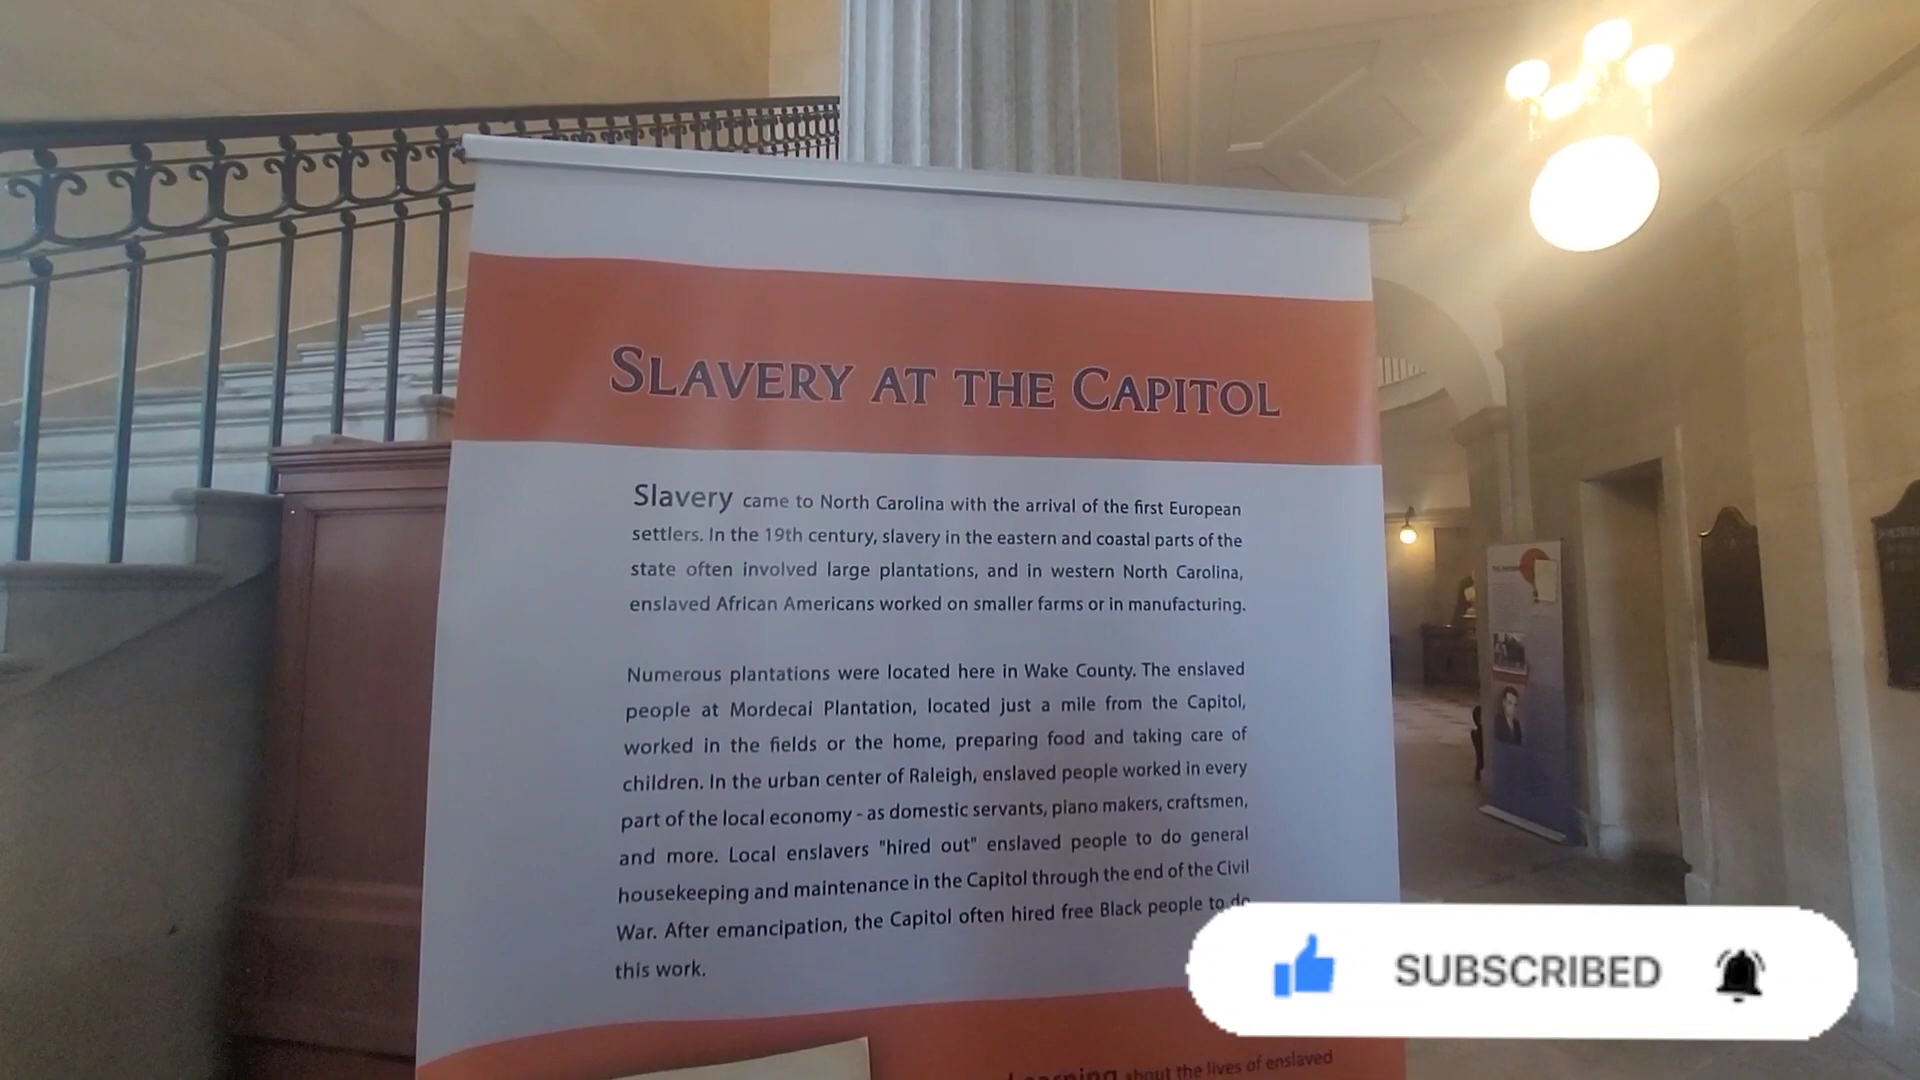 SLAVERY AT THE CAPITOL
Slavery came to North Carolina with the arrival of the first European
settlers. In the 19th century, slavery in the eastern and coastal parts of the
state often involved large plantations, and in western North Carolina,
enslaved African Americans worked on smaller farms or in manufacturing.
Numerous plantations were located here in Wake County. The enslaved
people at Mordecai Plantation, located just a mile from the Capitol,
worked in the fields or the home, preparing food and taking care of
children. In the urban center of Raleigh, enslaved people worked in every
part of the local economy - as domestic servants, piano makers, craftsmen,
and more. Local enslavers "hired out" enslaved people to do general
housekeeping and maintenance in the Capitol through the end of the Civil
War. After emancipation, the Capitol often hired free Black people to do
this work.
Learning about the lives of enslaved
SUBSCRIBED